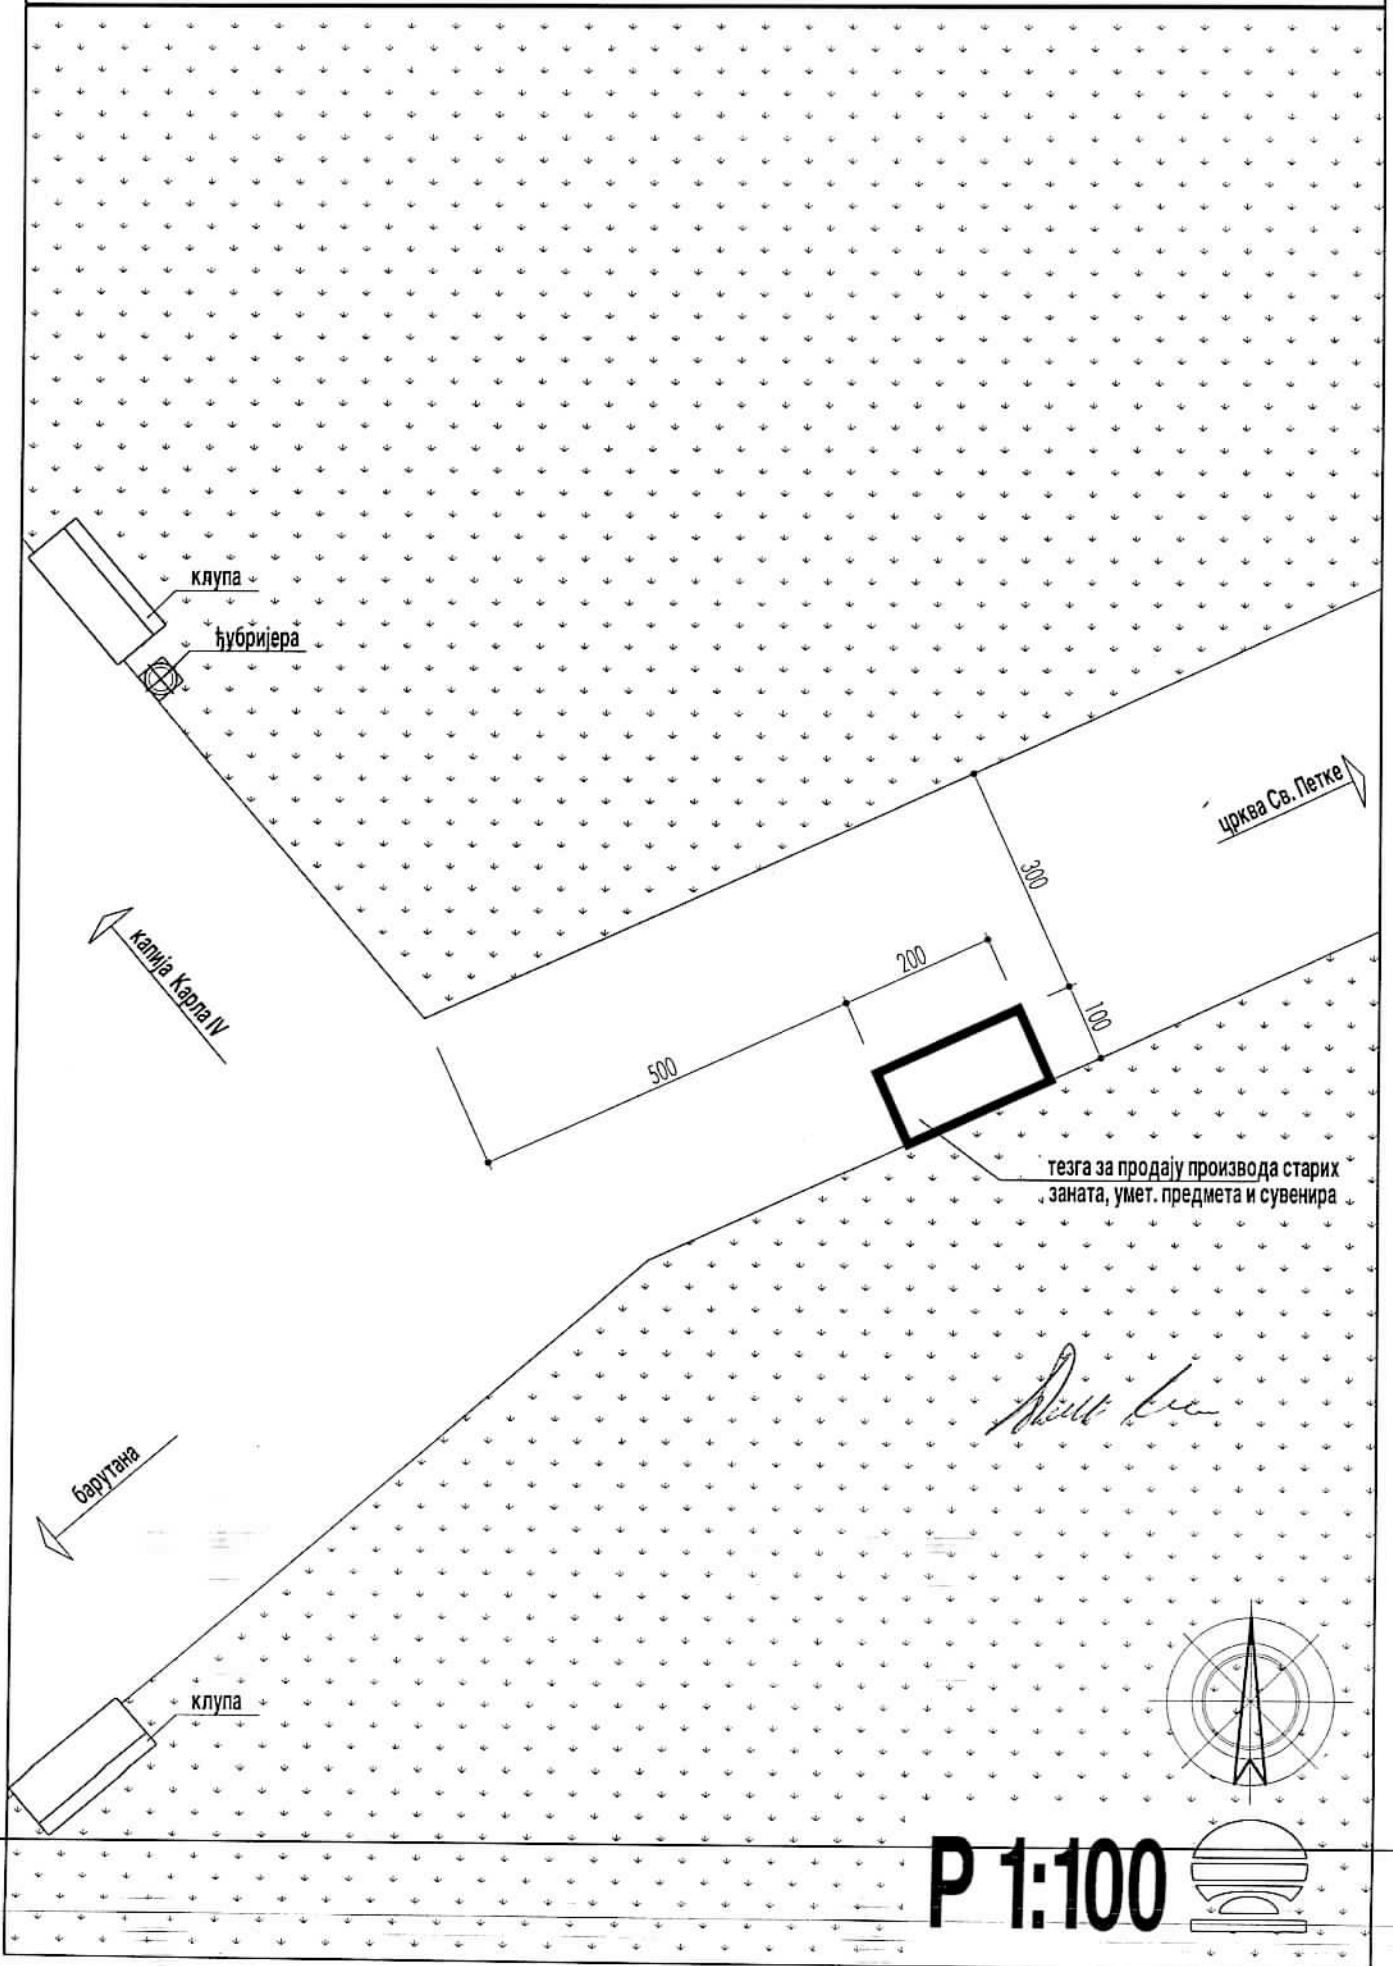 клупа
ђубријера
црква Св. Петке
300
200
капија Карла IV
100
500
тезга за продају производа старих
заната, умет. предмета и сувенира
барутана
клупа
Р 1:100